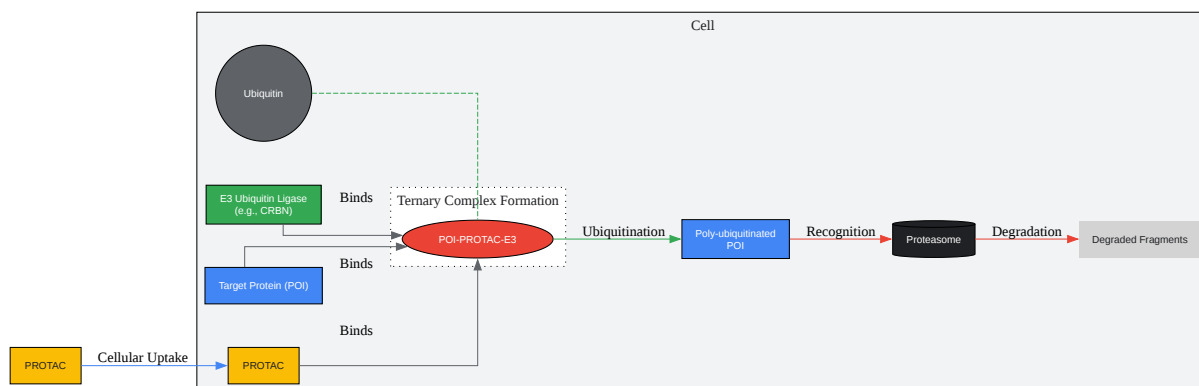 Cell
Ubiquitin
E3 Ubiquitin Ligase
(e.g., CRBN)
Binds
Ternary Complex Formation
POI-PROTAC-E3
Ubiquitination
Poly-ubiquitinated
POI
Recognition
Proteasome
Degradation
Degraded Fragments
Binds
Target Protein (POI)
Binds
PROTAC
Cellular Uptake
PROTAC